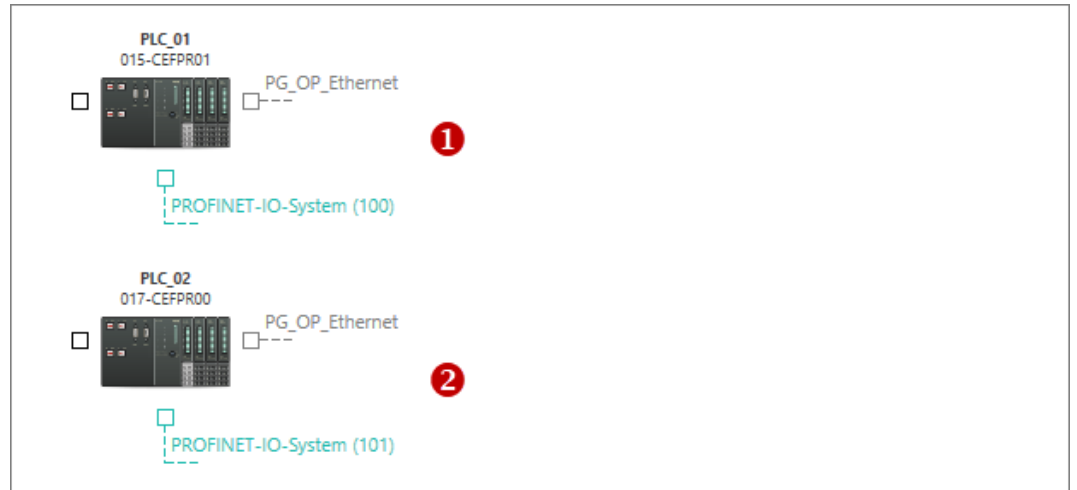 PLC_01
015-CEFPR01
PG_OP_Ethernet
1
PROFINET-IO-System (100)
PLC_02
017-CEFPR00
PG_OP_Ethernet
2
PROFINET-IO-System (101)